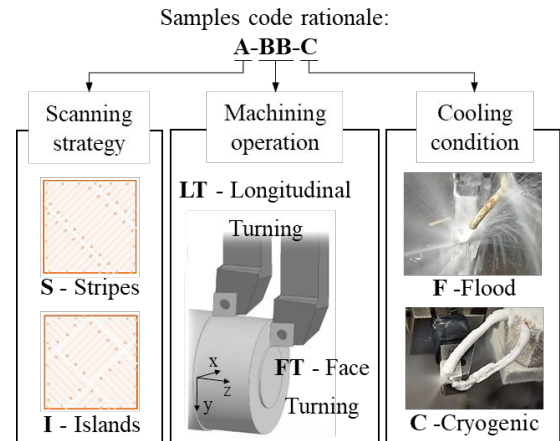 Samples code rationale:
A-BB-C
Scanning
strategy
Machining
operation
Cooling
condition
S - Stripes
I - Islands
LT - Longitudinal
Turning
x
z
y
FT - Face
Turning
F -Flood
C -Cryogenic